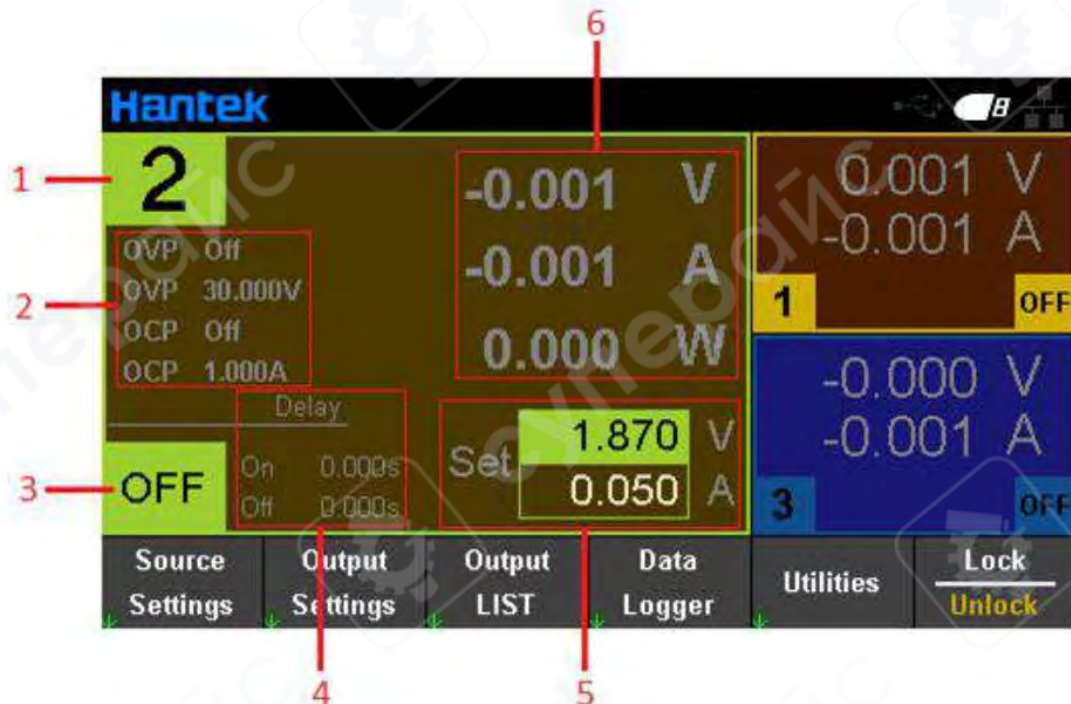 6
Hantek
8
1
2
-0.001 V
-0.001 A
0.000 W
2
OVP Off
OVP 30.000V
OCP Off
OCP 1.000A
Delay
3
OFF
On 0.000s
Off 0.000s
Set
1.870 V
0.050 A
0.001 V
-0.001 A
1 OFF
-0.000 V
-0.001 A
3 OFF
Source
Settings
Output
Settings
Output
LIST
Data
Logger
Utilities
Lock
Unlock
4
5